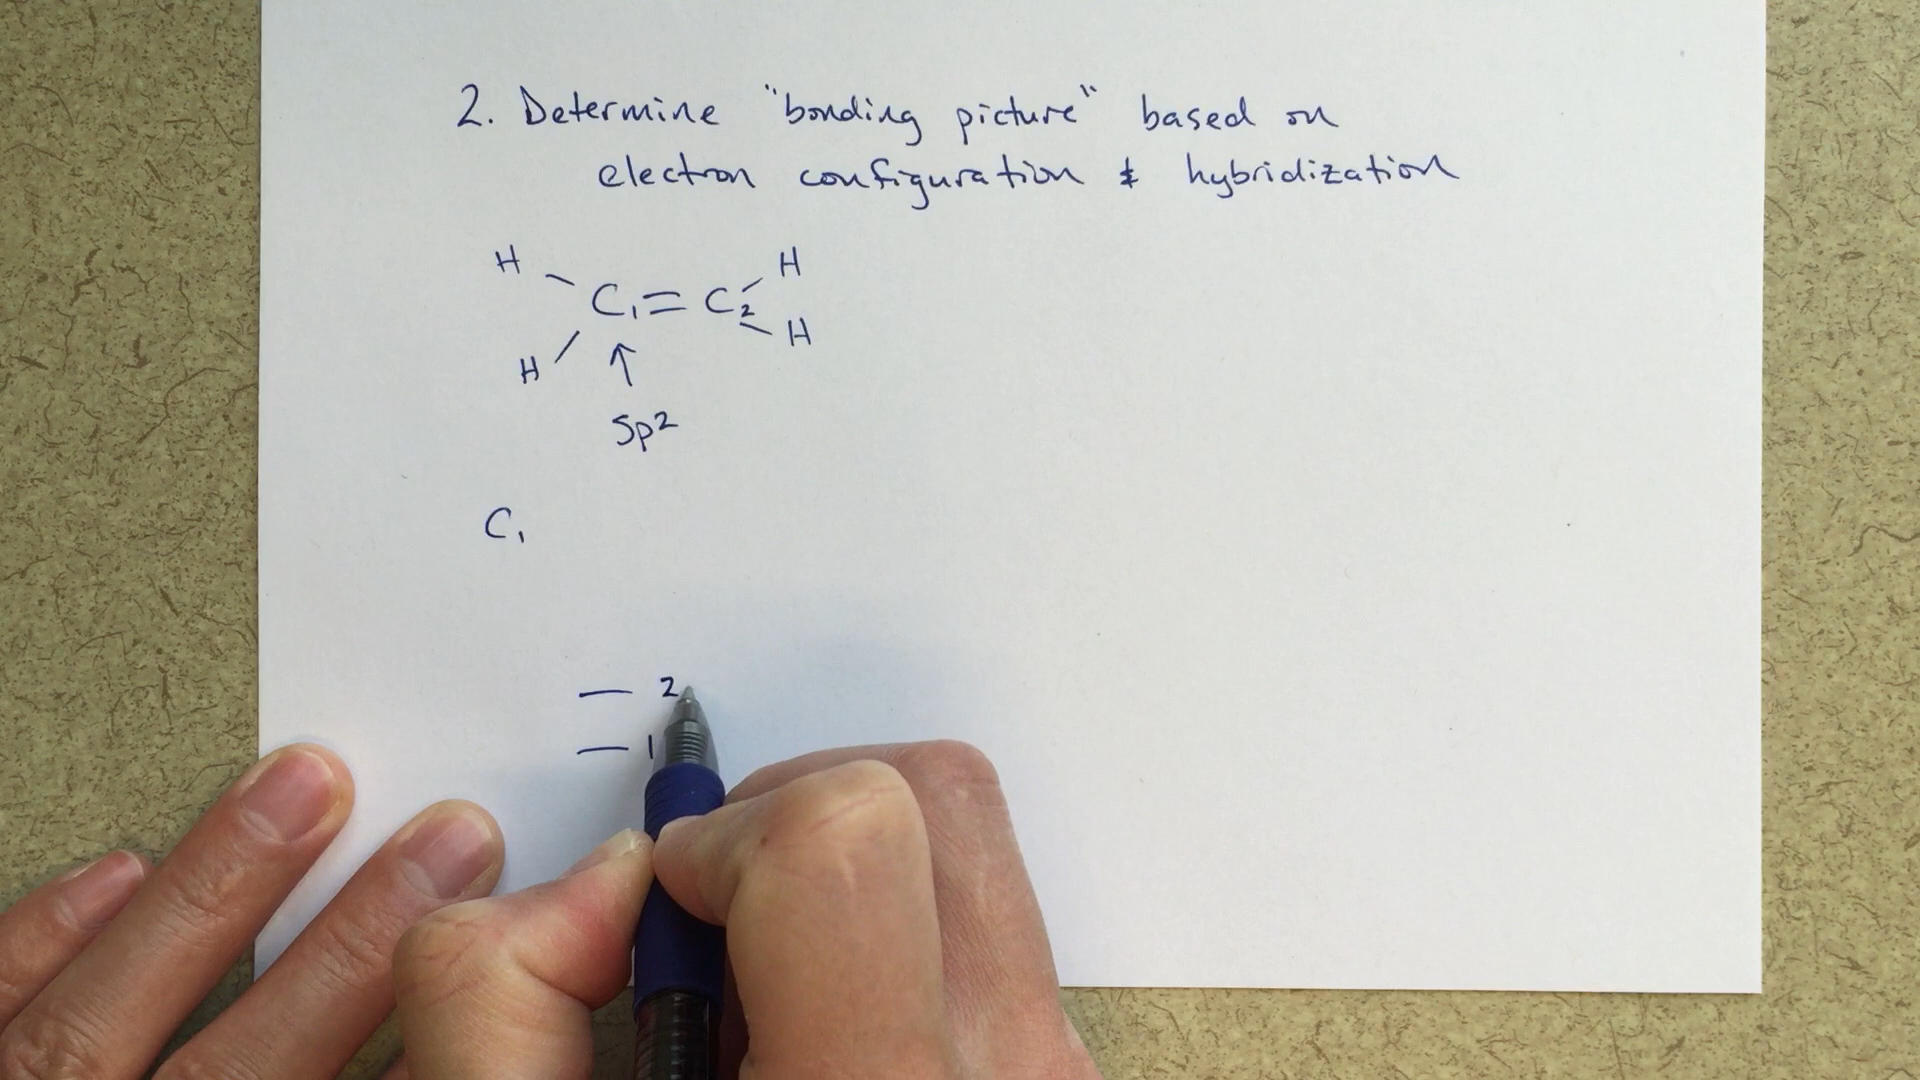 2. Determine "bonding picture" based on
electron configuration & hybridization
H H
C₁=C₂
H H
↑
Sp²
C₁
— 2
— 1